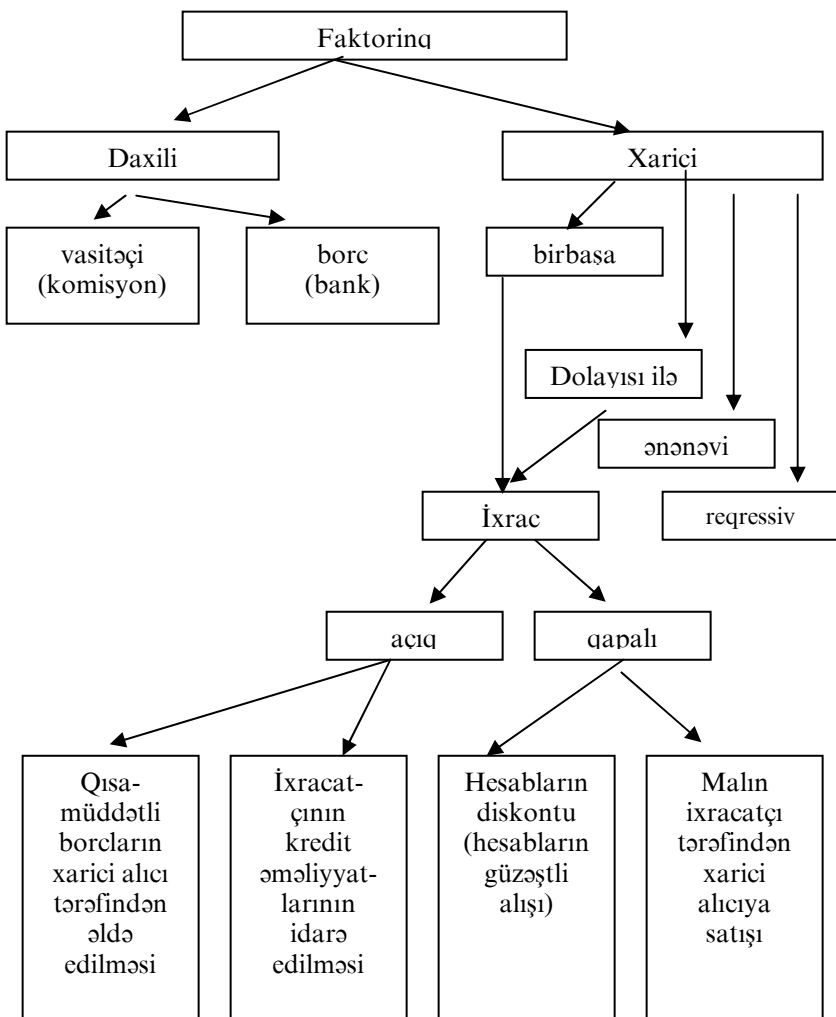 Faktorinq
Daxili
Xarici
vasitəçi
(komisyon)
borc
(bank)
birbaşa
Dolayısı ilə
ənənəvi
İxrac
reqressiv
açıq
qapalı
Qısa-
müddətli
borcların
xarici alıcı
tərəfindən
əldə
edilməsi
İxracat-
çının
kredit
əməliyyat-
larının
idarə
edilməsi
Hesabların
diskontu
(hesabların
güzəştli
alışı)
Malın
ixracatçı
tərəfindən
xarici
alıcıya
satışı